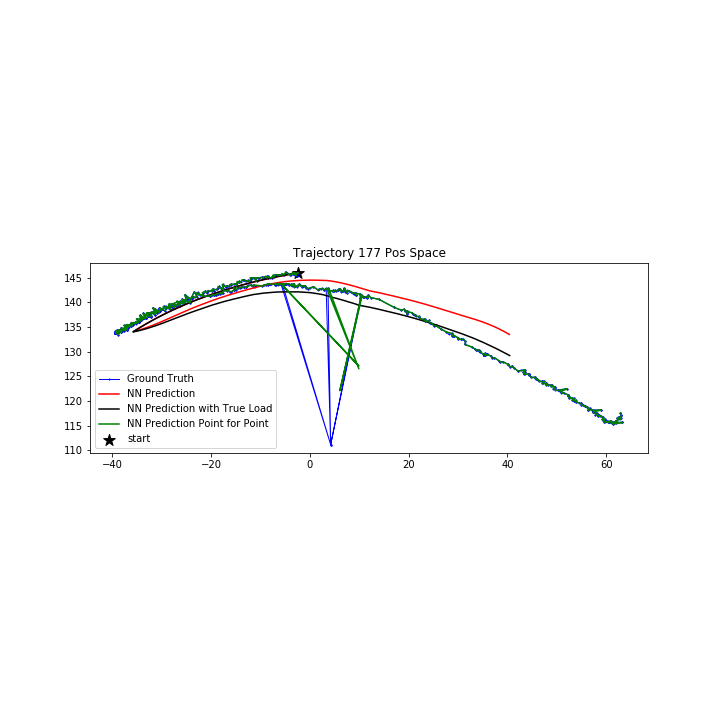 Trajectory 177 Pos Space
145
140
135
130
125
120
115
110
Ground Truth
NN Prediction
NN Prediction with True Load
NN Prediction Point for Point
start
−40 −20 0 20 40 60